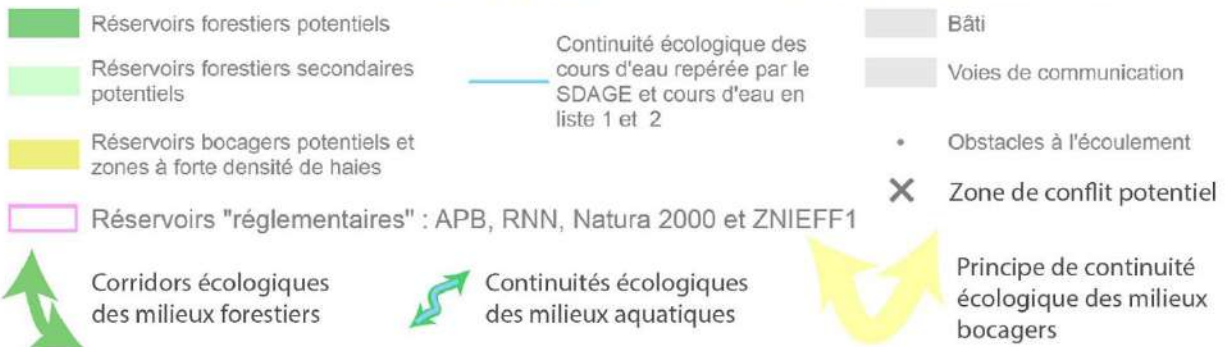 Réservoirs forestiers potentiels
Réservoirs forestiers secondaires
potentiels
Réservoirs bocagers potentiels et
zones à forte densité de haies
Continuité écologique des
cours d'eau repérée par le
SDAGE et cours d'eau en
liste 1 et 2
Bâti
Voies de communication
Obstacles à l'écoulement
Zone de conflit potentiel
Réservoirs "réglementaires" : APB, RNN, Natura 2000 et ZNIEFF1
Corridors écologiques
des milieux forestiers
Continuités écologiques
des milieux aquatiques
Principe de continuité
écologique des milieux
bocagers